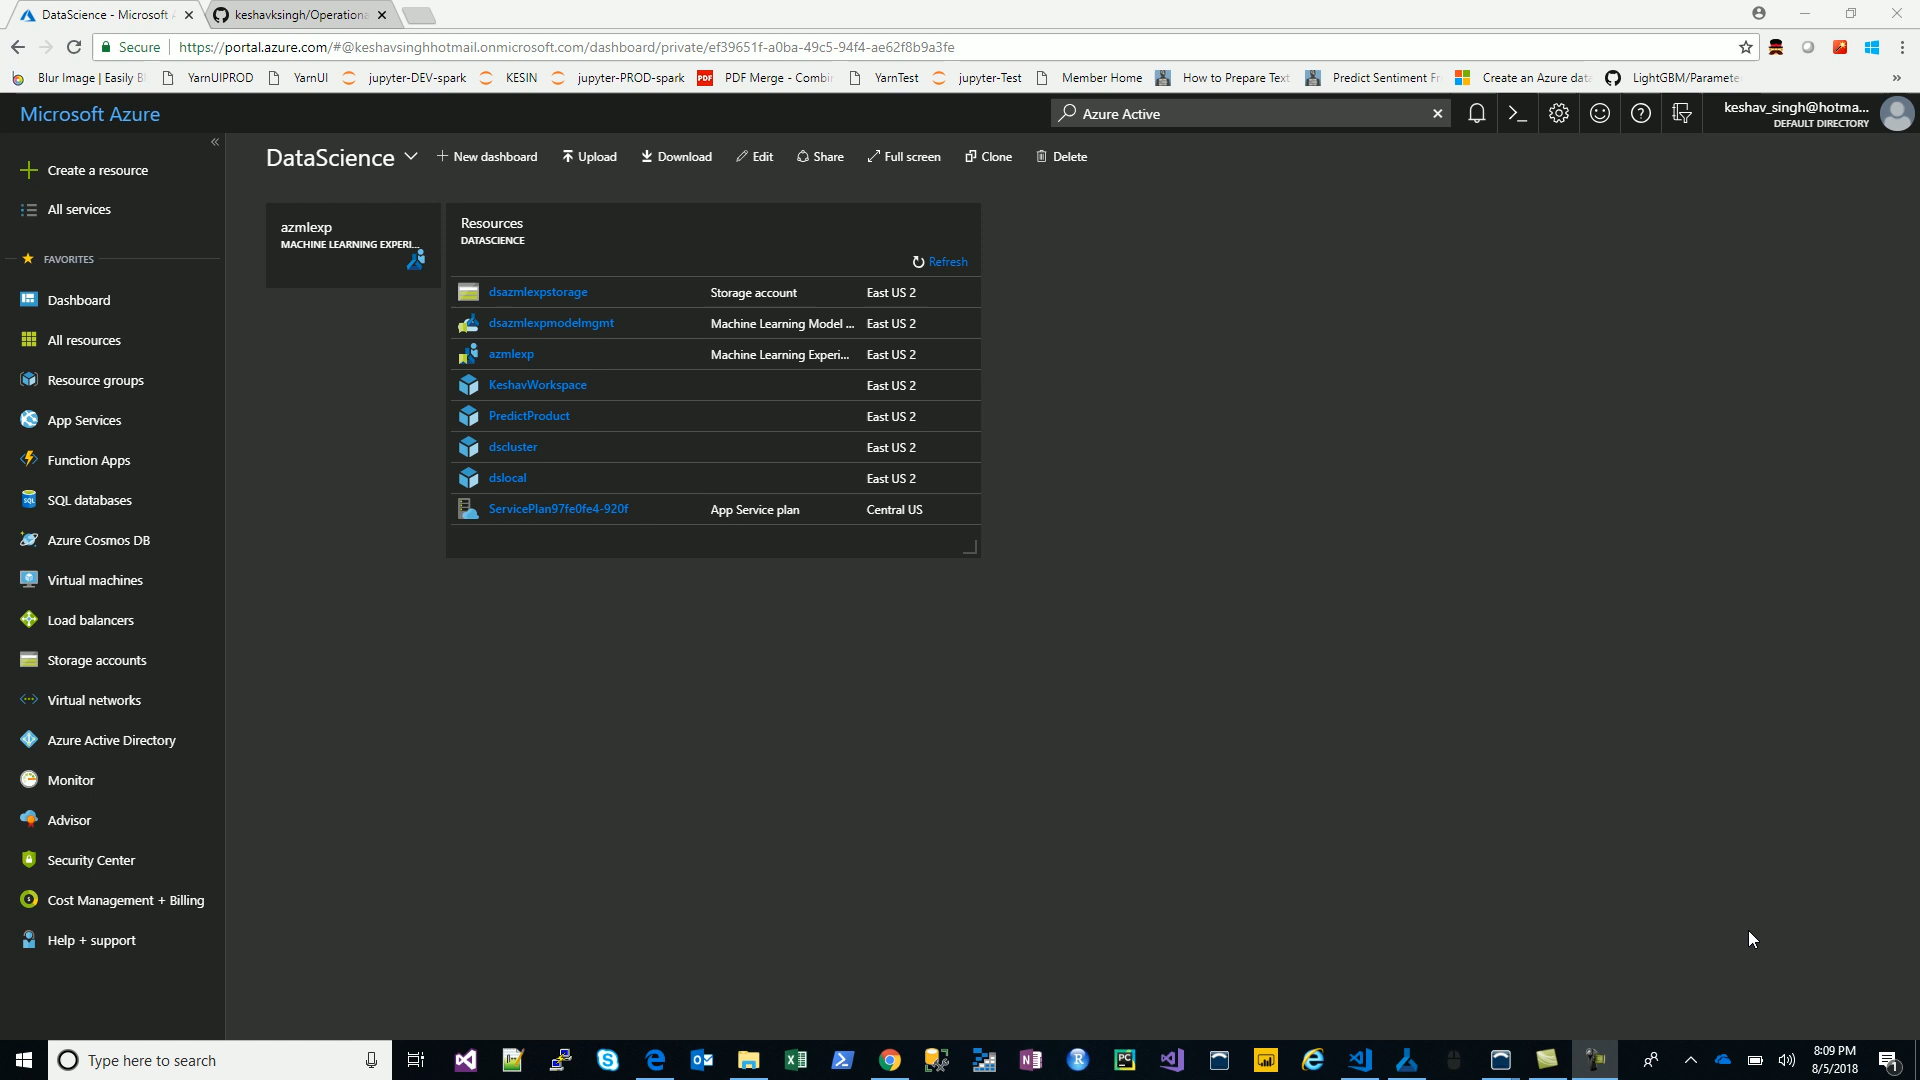 DataScience - Microsoft
keshavksingh/Operationa
Secure https://portal.azure.com/#@keshavsinghhotmail.onmicrosoft.com/dashboard/private/ef39651f-a0ba-49c5-94f4-ae62f8b9a3fe
Blur Image | Easily B YarnUIPROD YarnUI jupyter-DEV-spark KESIN jupyter-PROD-spark PDF PDF Merge - Combin YarnTest jupyter-Test Member Home How to Prepare Text Predict Sentiment Fr Create an Azure data LightGBM/Paramete »
Microsoft Azure
Azure Active
keshav_singh@hotma...
DEFAULT DIRECTORY
DataScience
New dashboard Upload Download Edit Share Full screen Clone Delete
Create a resource
All services
FAVORITES
Dashboard
All resources
Resource groups
App Services
Function Apps
SQL databases
Azure Cosmos DB
Virtual machines
Load balancers
Storage accounts
Virtual networks
Azure Active Directory
Monitor
Advisor
Security Center
Cost Management + Billing
Help + support
azmlexp
MACHINE LEARNING EXPERI...
Resources
DATASCIENCE
Refresh
dsazmlexpstorage Storage account East US 2
dsazmlexpmodelmgmt Machine Learning Model ... East US 2
azmlexp Machine Learning Experi... East US 2
KeshavWorkspace East US 2
PredictProduct East US 2
dscluster East US 2
dslocal East US 2
ServicePlan97fe0fe4-920f App Service plan Central US
Type here to search
8:09 PM
8/5/2018
1